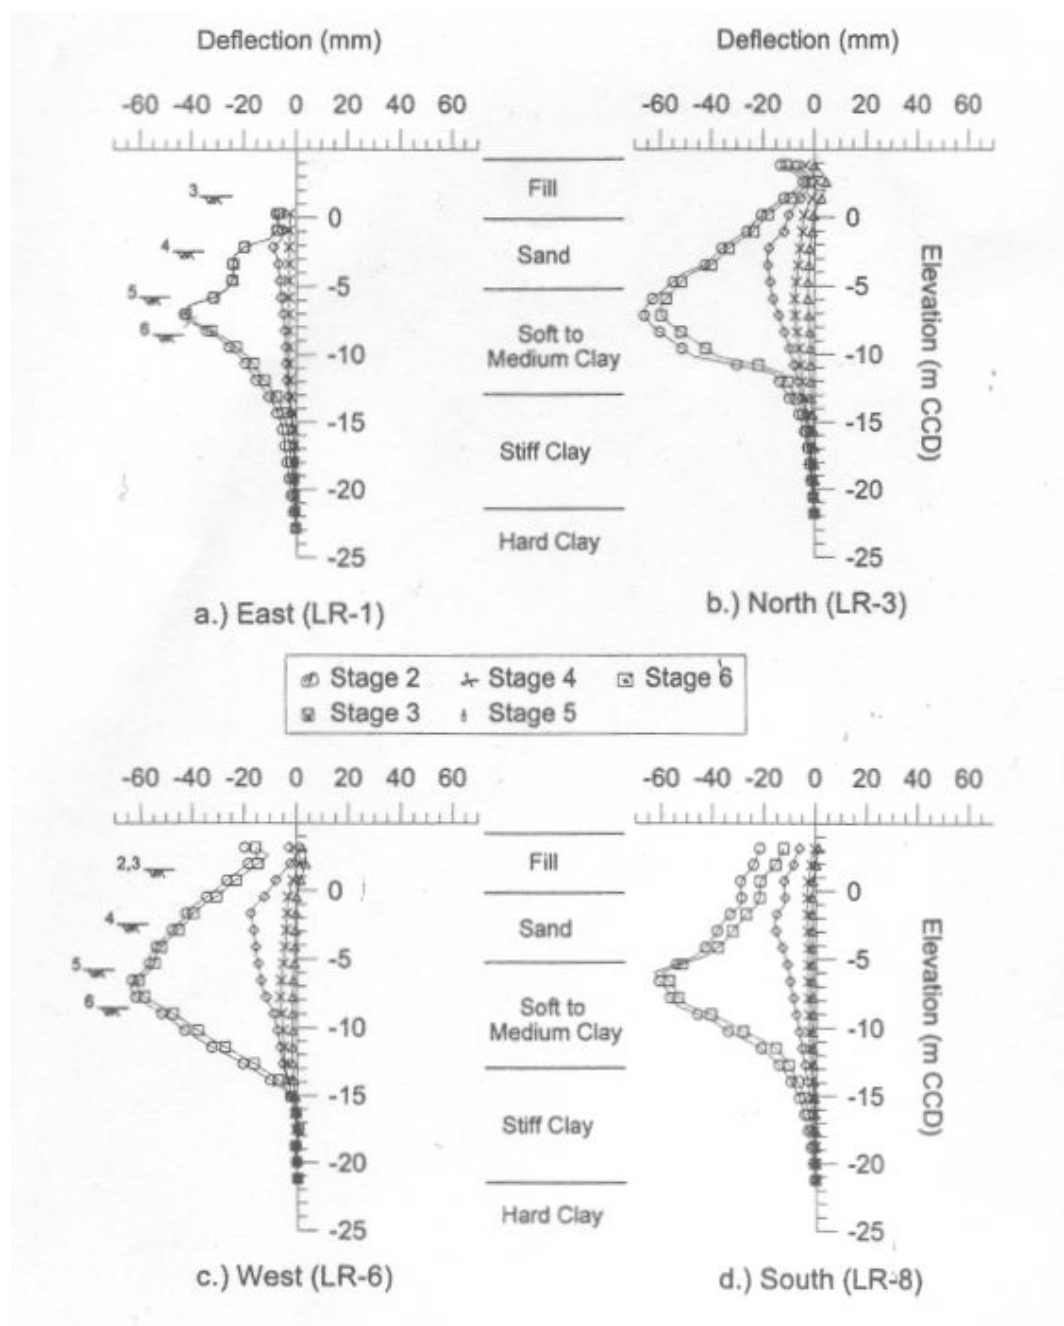 Deflection (mm) Deflection (mm)
-60 -40 -20 0 20 40 60 -60 -40 -20 0 20 40 60
3 Fill
0 0
4 Sand
-5 -5
5
6 Soft to
Medium Clay
-10 -10
-15 -15
Stiff Clay
-20 -20
Hard Clay
-25 -25
Elevation (m CCD)
a.) East (LR-1) b.) North (LR-3)
Stage 2 Stage 4 Stage 6
Stage 3 Stage 5
-60 -40 -20 0 20 40 60 -60 -40 -20 0 20 40 60
2,3 Fill
0 0
4 Sand
-5 -5
5
6 Soft to
Medium Clay
-10 -10
-15 -15
Stiff Clay
-20 -20
Hard Clay
-25 -25
Elevation (m CCD)
c.) West (LR-6) d.) South (LR-8)